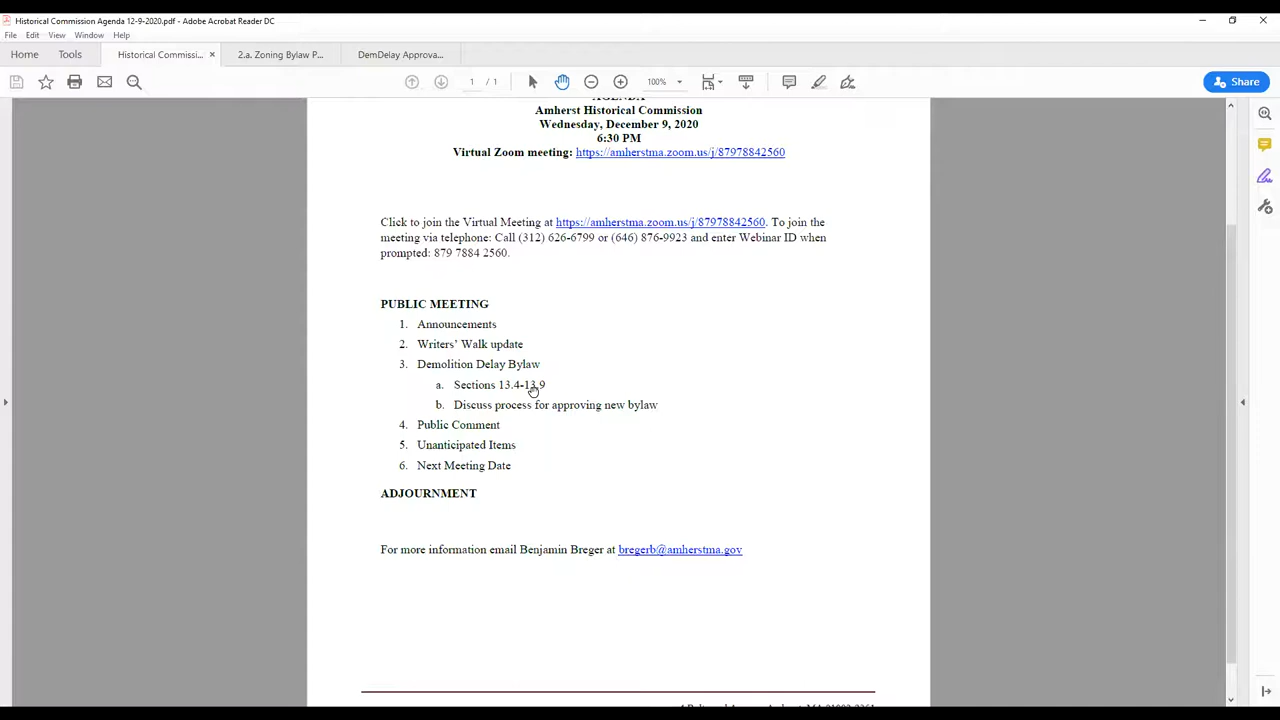 Historical Commission Agenda 12-9-2020.pdf - Adobe Acrobat Reader DC
File Edit View Window Help
Home Tools Historical Commissi... × 2.a. Zoning Bylaw P... DemDelay Approva...
1 / 1 100% Share
AGENDA
Amherst Historical Commission
Wednesday, December 9, 2020
6:30 PM
Virtual Zoom meeting: https://amherstma.zoom.us/j/87978842560
Click to join the Virtual Meeting at https://amherstma.zoom.us/j/87978842560. To join the
meeting via telephone: Call (312) 626-6799 or (646) 876-9923 and enter Webinar ID when
prompted: 879 7884 2560.
PUBLIC MEETING
1. Announcements
2. Writers' Walk update
3. Demolition Delay Bylaw
a. Sections 13.4-13.9
b. Discuss process for approving new bylaw
4. Public Comment
5. Unanticipated Items
6. Next Meeting Date
ADJOURNMENT
For more information email Benjamin Breger at bregerb@amherstma.gov